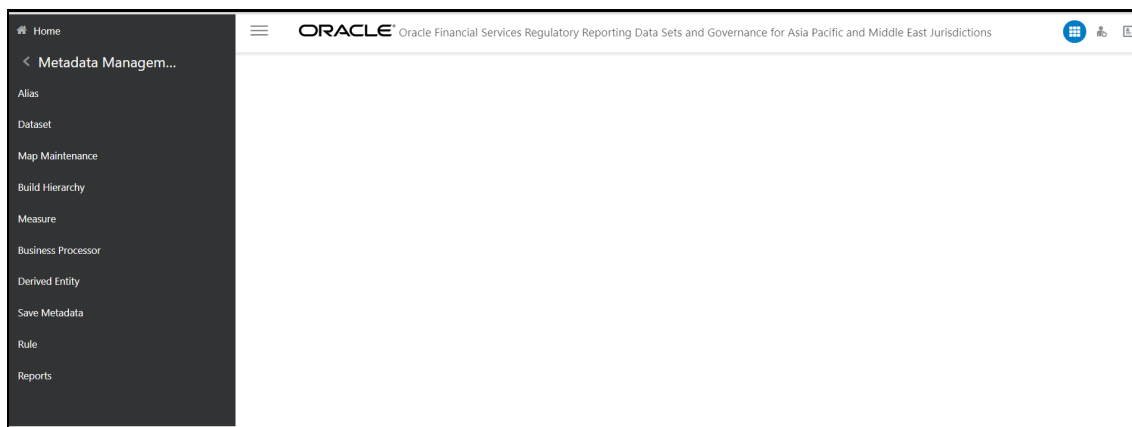 Home
ORACLE® Oracle Financial Services Regulatory Reporting Data Sets and Governance for Asia Pacific and Middle East Jurisdictions
< Metadata Managem...
Alias
Dataset
Map Maintenance
Build Hierarchy
Measure
Business Processor
Derived Entity
Save Metadata
Rule
Reports